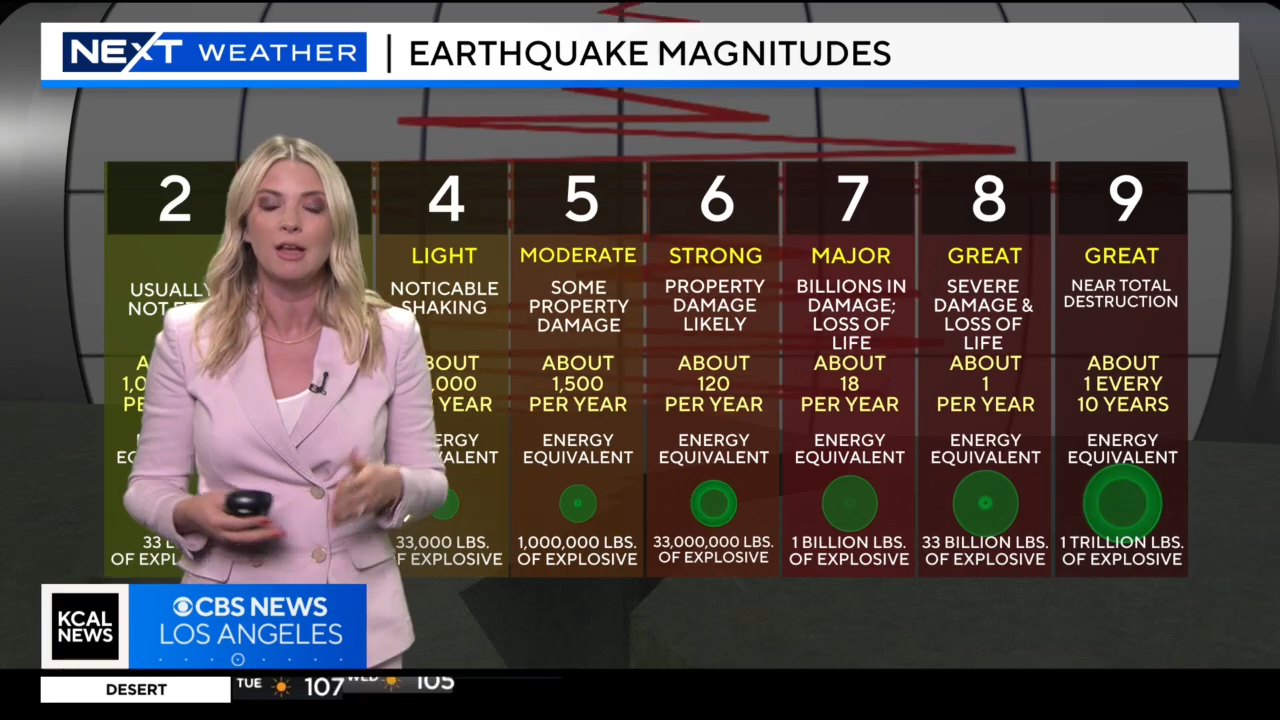 NEXT WEATHER | EARTHQUAKE MAGNITUDES
2
USUALLY
NOT
33
OF
4
LIGHT
NOTICABLE
SHAKING
ABOUT
YEAR
33,000 LBS.
OF EXPLOSIVE
5
MODERATE
SOME
PROPERTY
DAMAGE
ABOUT
1,500
PER YEAR
ENERGY
EQUIVALENT
1,000,000 LBS.
OF EXPLOSIVE
6
STRONG
PROPERTY
DAMAGE
LIKELY
ABOUT
120
PER YEAR
ENERGY
EQUIVALENT
33,000,000 LBS.
OF EXPLOSIVE
7
MAJOR
BILLIONS IN
DAMAGE;
LOSS OF
LIFE
ABOUT
18
PER YEAR
ENERGY
EQUIVALENT
1 BILLION LBS.
OF EXPLOSIVE
8
GREAT
SEVERE
DAMAGE &
LOSS OF
LIFE
ABOUT
1
PER YEAR
ENERGY
EQUIVALENT
33 BILLION LBS.
OF EXPLOSIVE
9
GREAT
NEAR TOTAL
DESTRUCTION
ABOUT
1 EVERY
10 YEARS
ENERGY
EQUIVALENT
1 TRILLION LBS.
OF EXPLOSIVE
KCAL
NEWS
CBS NEWS
LOS ANGELES
DESERT
TUE 107 WED 105